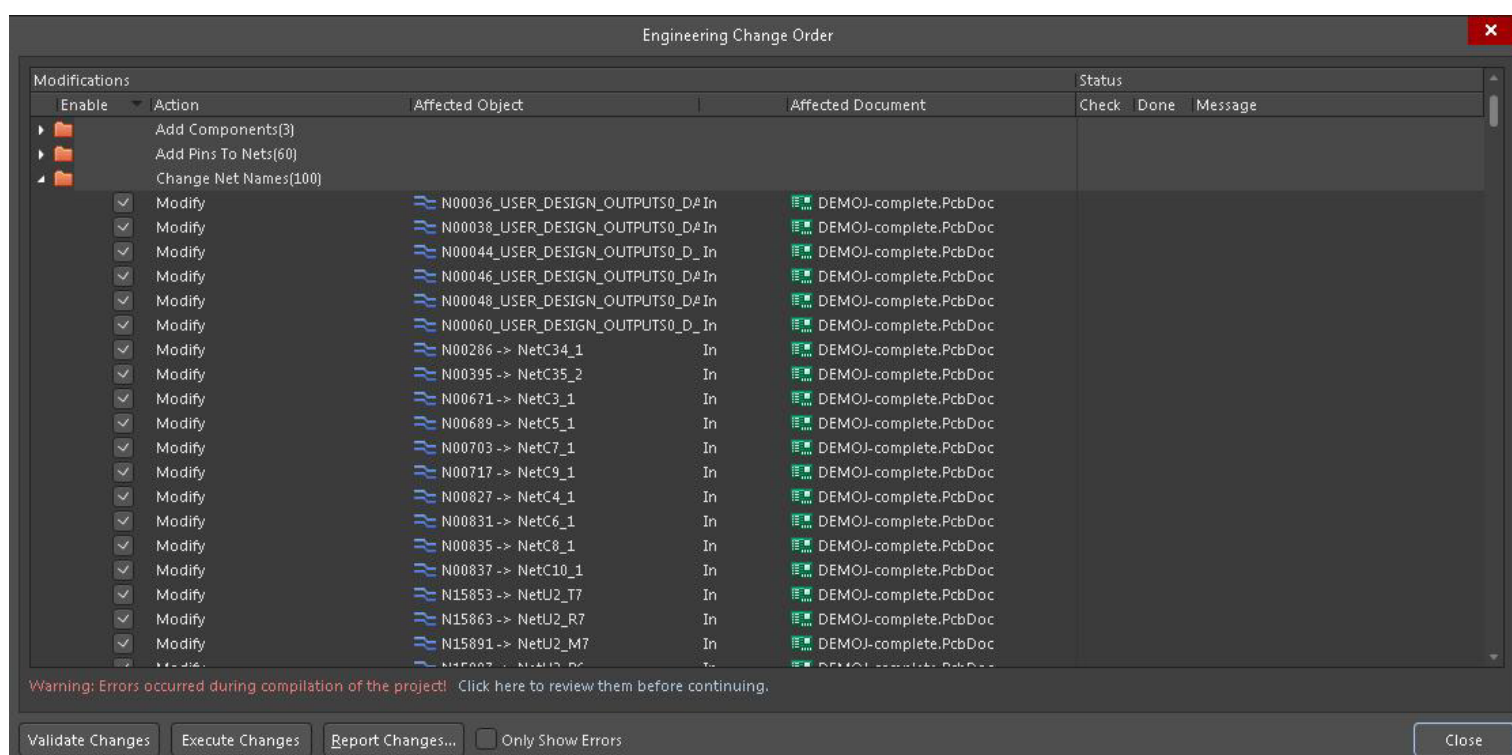 Engineering Change Order
Modifications Status
Enable Action Affected Object Affected Document Check Done Message
Add Components(3)
Add Pins To Nets(60)
Change Net Names(100)
Modify N00036_USER_DESIGN_OUTPUTS0_DA In DEMOJ-complete.PcbDoc
Modify N00038_USER_DESIGN_OUTPUTS0_DA In DEMOJ-complete.PcbDoc
Modify N00044_USER_DESIGN_OUTPUTS0_D_ In DEMOJ-complete.PcbDoc
Modify N00046_USER_DESIGN_OUTPUTS0_DA In DEMOJ-complete.PcbDoc
Modify N00048_USER_DESIGN_OUTPUTS0_DA In DEMOJ-complete.PcbDoc
Modify N00060_USER_DESIGN_OUTPUTS0_D_ In DEMOJ-complete.PcbDoc
Modify N00286 -> NetC34_1 In DEMOJ-complete.PcbDoc
Modify N00395 -> NetC35_2 In DEMOJ-complete.PcbDoc
Modify N00671 -> NetC3_1 In DEMOJ-complete.PcbDoc
Modify N00689 -> NetC5_1 In DEMOJ-complete.PcbDoc
Modify N00703 -> NetC7_1 In DEMOJ-complete.PcbDoc
Modify N00717 -> NetC9_1 In DEMOJ-complete.PcbDoc
Modify N00827 -> NetC4_1 In DEMOJ-complete.PcbDoc
Modify N00831 -> NetC6_1 In DEMOJ-complete.PcbDoc
Modify N00835 -> NetC8_1 In DEMOJ-complete.PcbDoc
Modify N00837 -> NetC10_1 In DEMOJ-complete.PcbDoc
Modify N15853 -> NetU2_T7 In DEMOJ-complete.PcbDoc
Modify N15863 -> NetU2_R7 In DEMOJ-complete.PcbDoc
Modify N15891 -> NetU2_M7 In DEMOJ-complete.PcbDoc
Warning: Errors occurred during compilation of the project! Click here to review them before continuing.
Validate Changes Execute Changes Report Changes... Only Show Errors Close